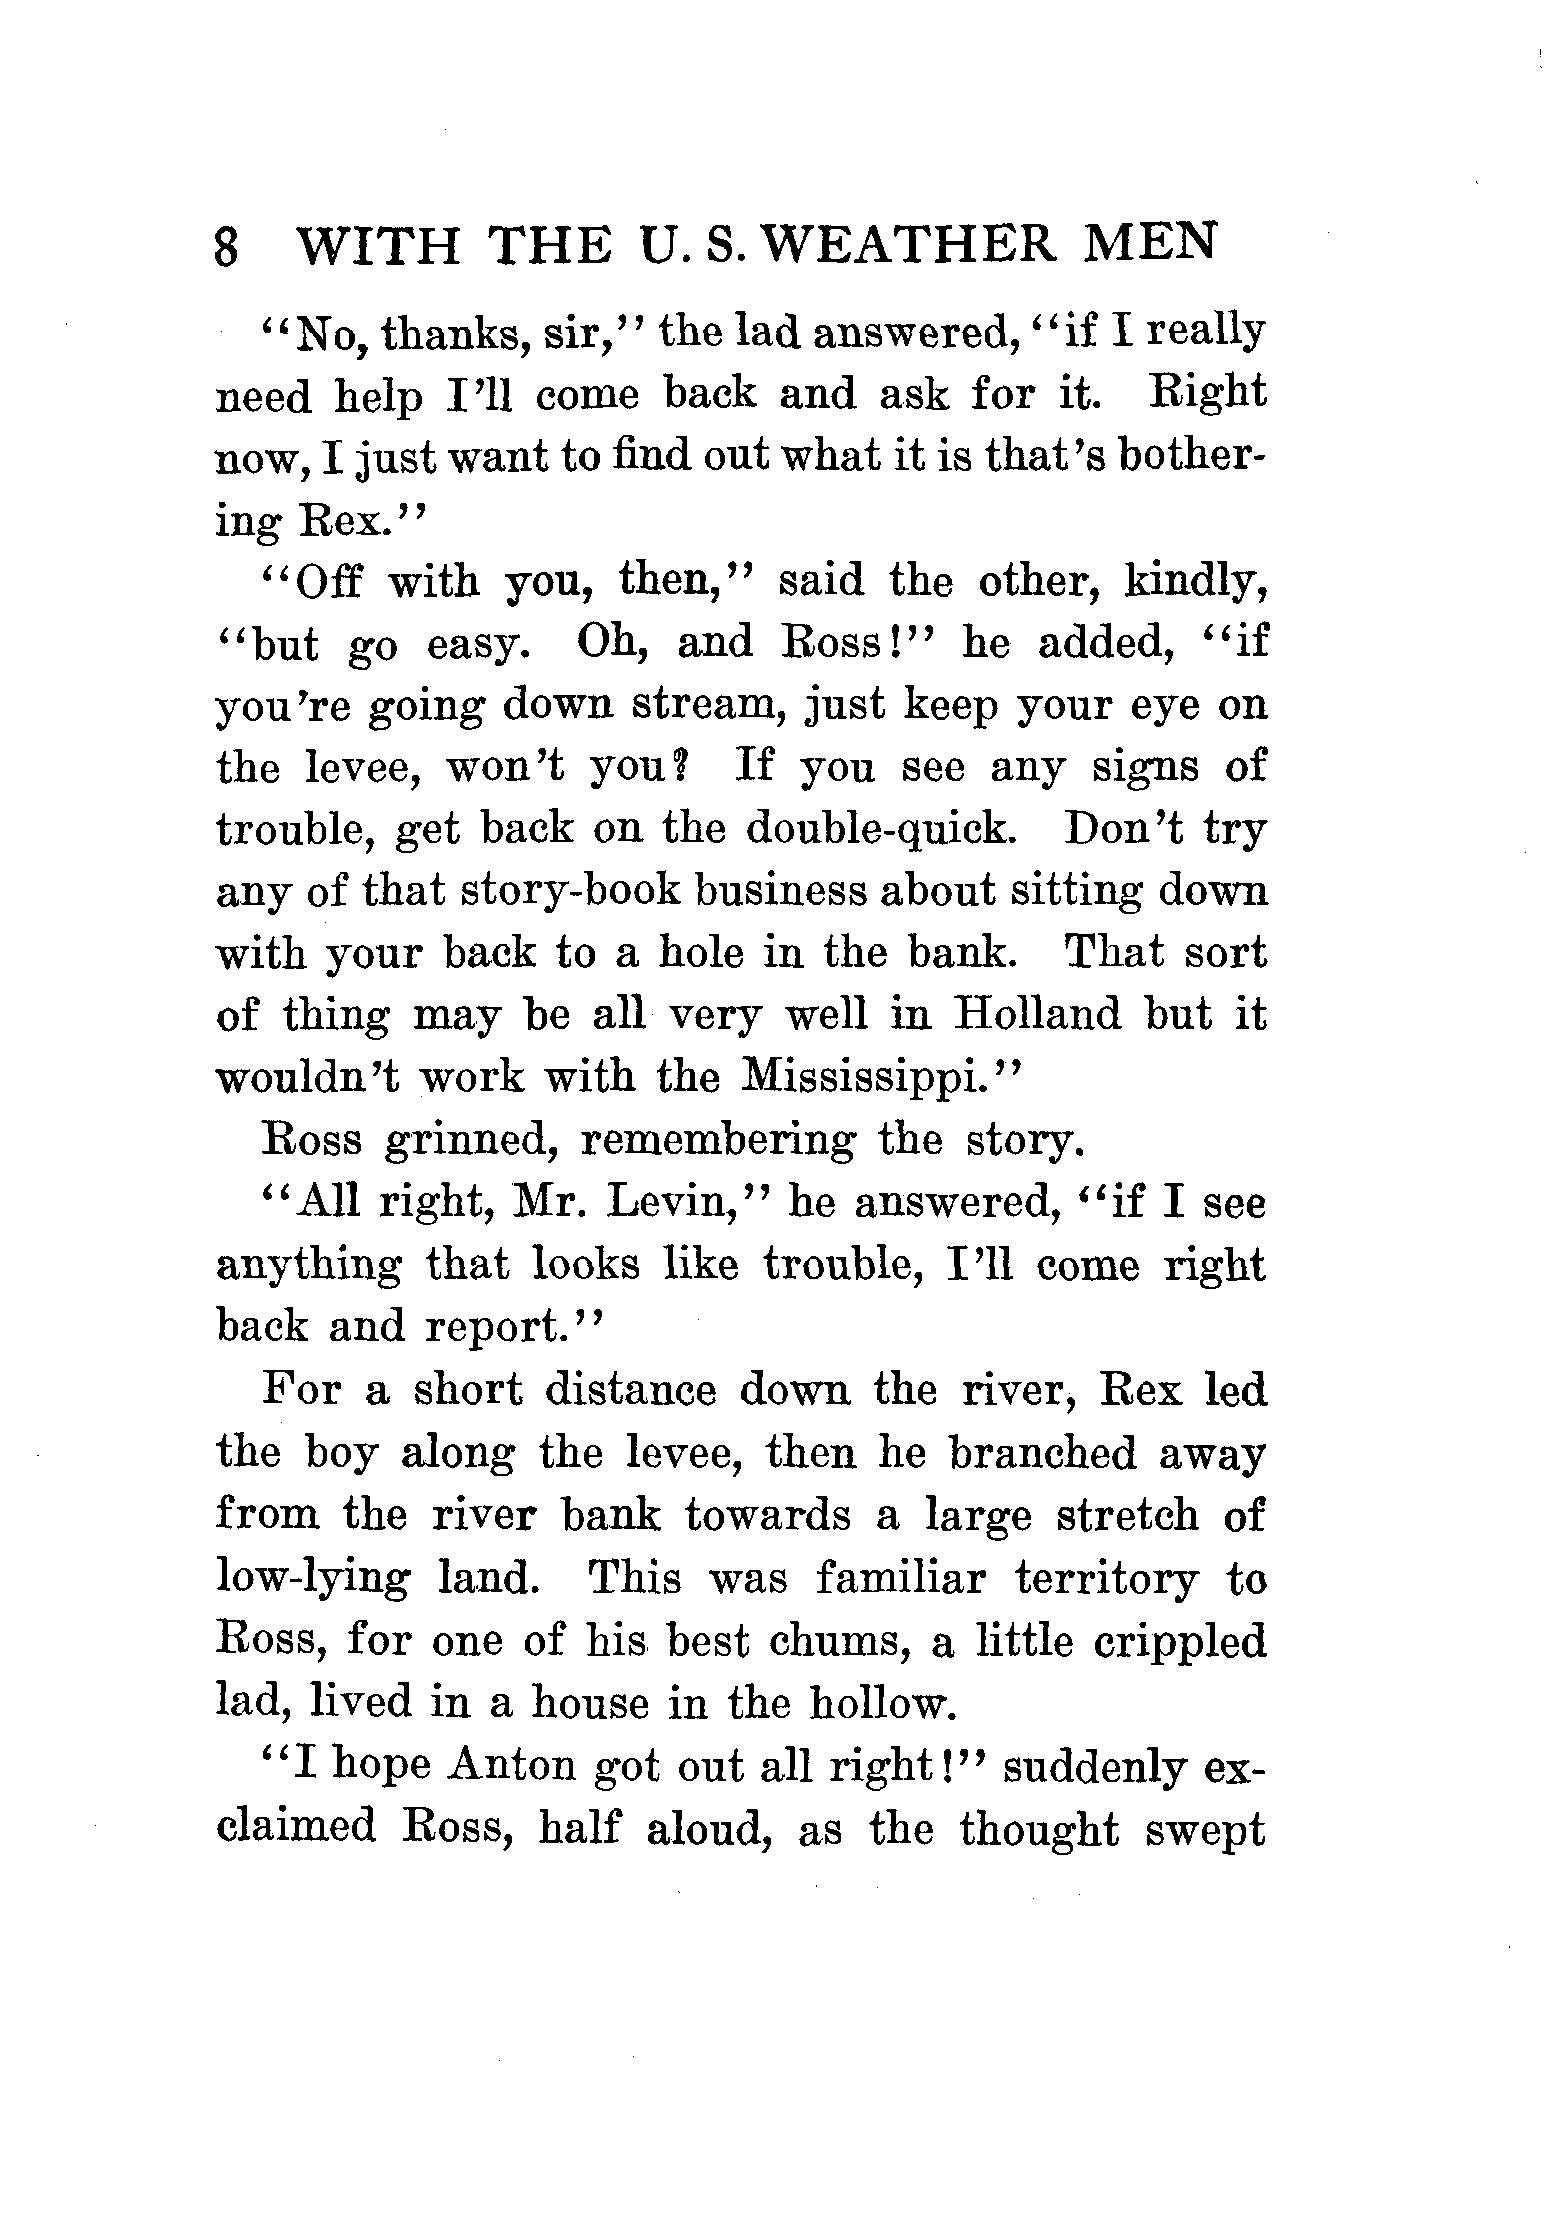 8 WITH THE U. S. WEATHER MEN
"No, thanks, sir," the lad answered, "if I really
need help I'll come back and ask for it. Right
now, I just want to find out what it is that's bother-
ing Rex."
"Off with you, then," said the other, kindly,
"but go easy. Oh, and Ross!" he added, "if
you're going down stream, just keep your eye on
the levee, won't you? If you see any signs of
trouble, get back on the double-quick. Don't try
any of that story-book business about sitting down
with your back to a hole in the bank. That sort
of thing may be all very well in Holland but it
wouldn't work with the Mississippi."
Ross grinned, remembering the story.
"All right, Mr. Levin," he answered, "if I see
anything that looks like trouble, I'll come right
back and report."
For a short distance down the river, Rex led
the boy along the levee, then he branched away
from the river bank towards a large stretch of
low-lying land. This was familiar territory to
Ross, for one of his best chums, a little crippled
lad, lived in a house in the hollow.
"I hope Anton got out all right!" suddenly ex-
claimed Ross, half aloud, as the thought swept